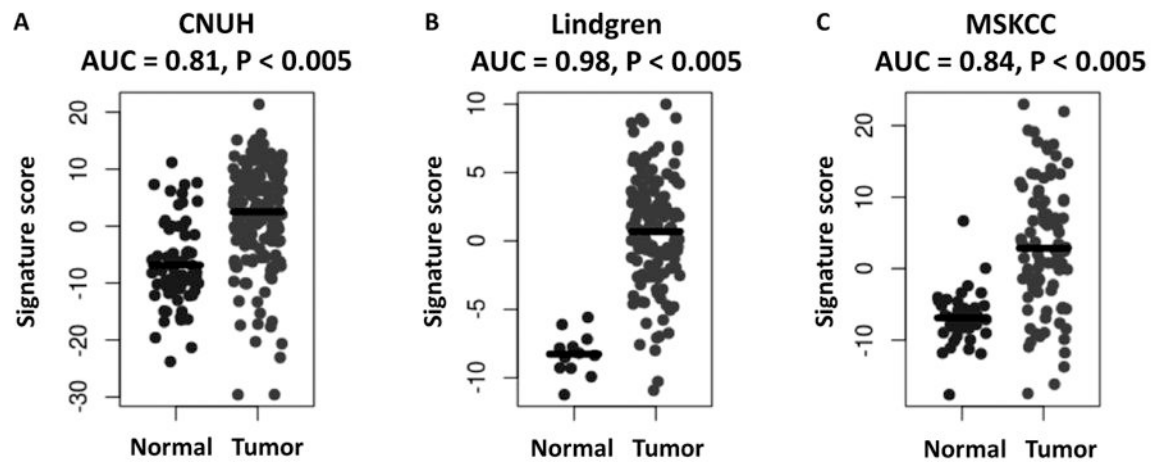 A
CNUH
AUC = 0.81, P < 0.005
Signature score
20
10
0
-10
-20
-30
Normal Tumor
B
Lindgren
AUC = 0.98, P < 0.005
Signature score
10
5
0
-5
-10
Normal Tumor
C
MSKCC
AUC = 0.84, P < 0.005
Signature score
20
10
0
-10
Normal Tumor